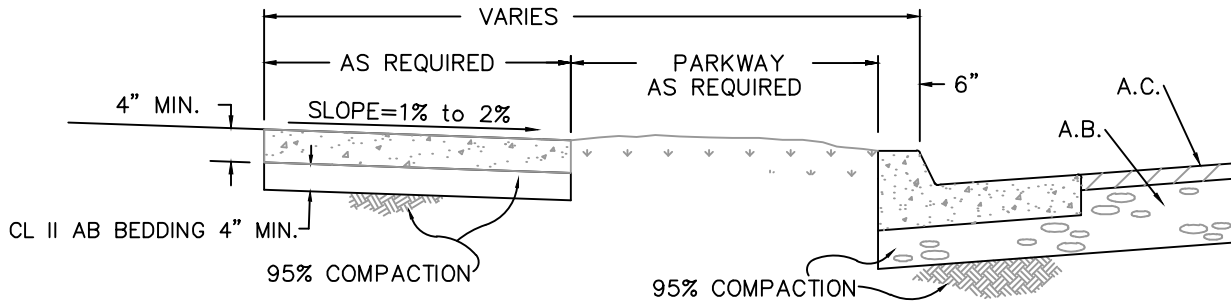 VARIES
AS REQUIRED
PARKWAY
AS REQUIRED
6"
4" MIN.
SLOPE=1% to 2%
A.C.
A.B.
CL II AB BEDDING 4" MIN.
95% COMPACTION
95% COMPACTION